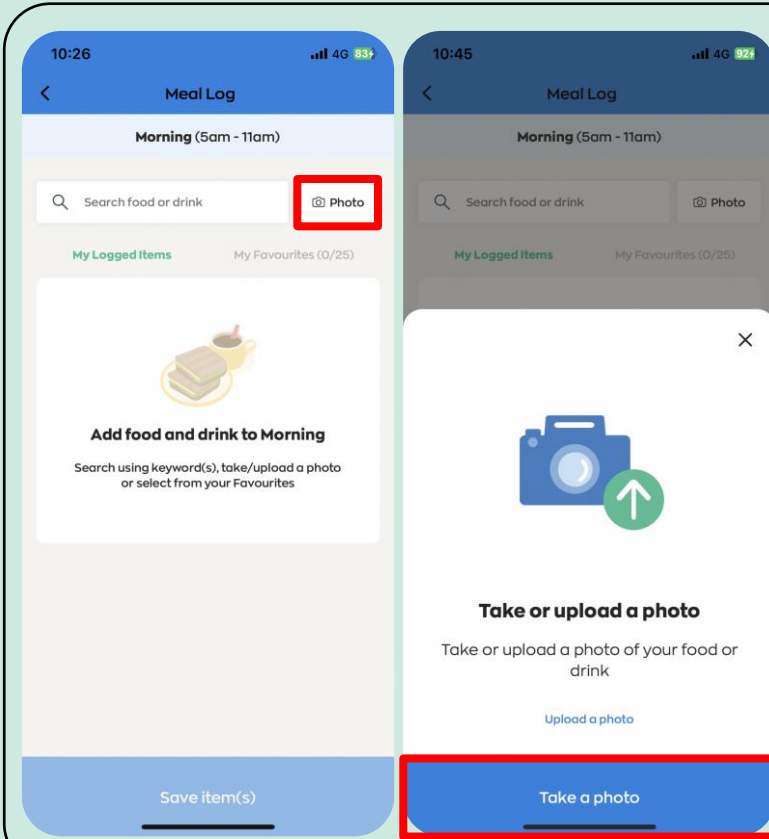 10:26
4G 83
Meal Log
Morning (5am - 11am)
Search food or drink
Photo
My Logged Items
My Favourites (0/25)
Add food and drink to Morning
Search using keyword(s), take/upload a photo
or select from your Favourites
Save item(s)
10:45
4G 92
Meal Log
Morning (5am - 11am)
Search food or drink
Photo
My Logged Items
My Favourites (0/25)
Take or upload a photo
Take or upload a photo of your food or
drink
Upload a photo
Take a photo